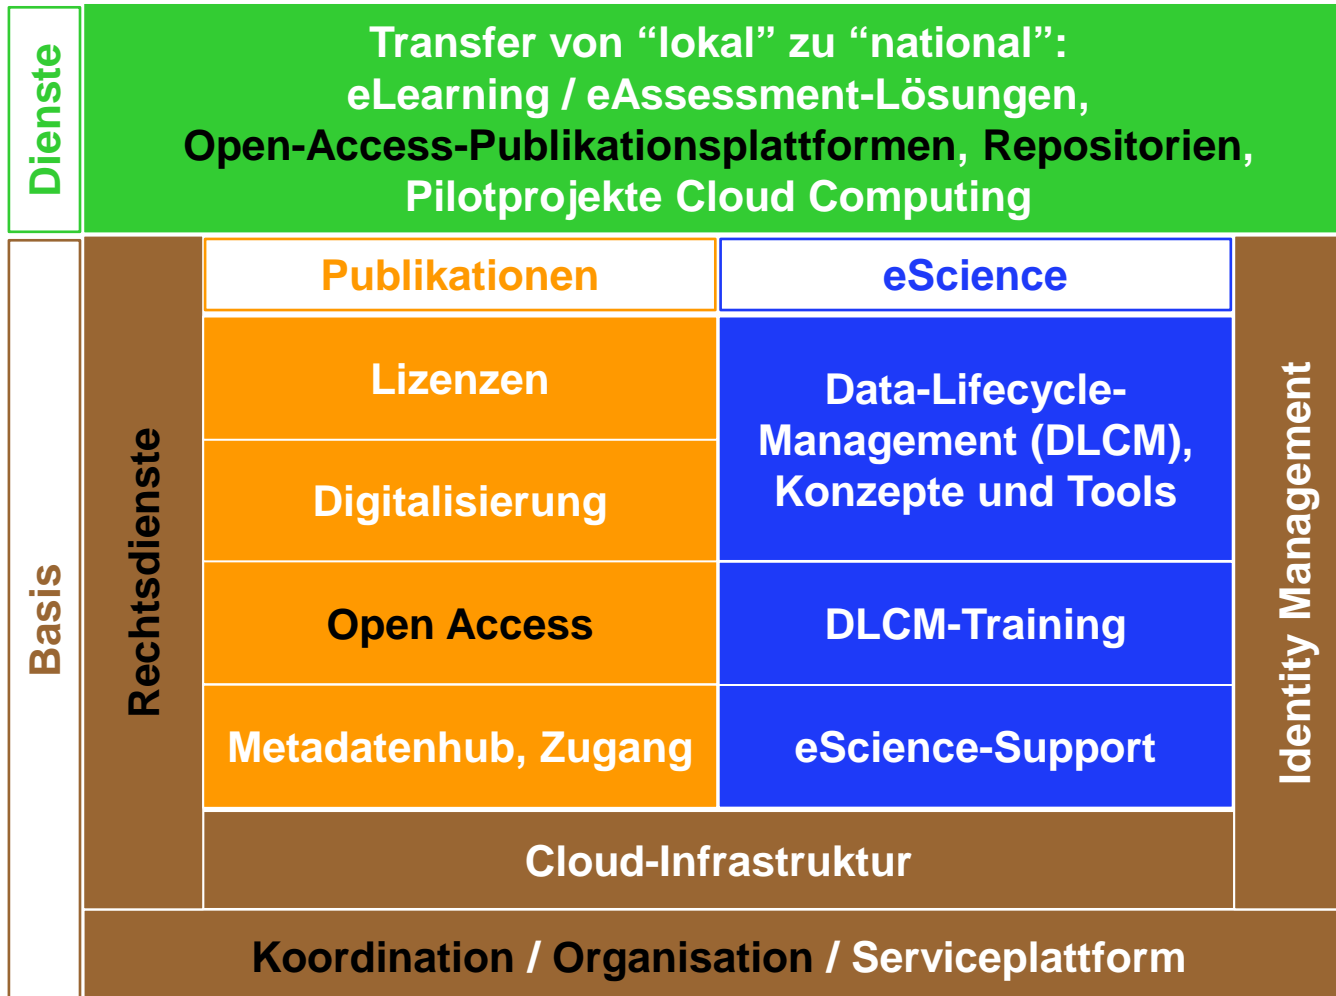 Dienste
Transfer von “lokal” zu “national”:
eLearning / eAssessment-Lösungen,
Open-Access-Publikationsplattformen, Repositorien,
Pilotprojekte Cloud Computing
Basis
Rechtsdienste
Publikationen
Lizenzen
Digitalisierung
Open Access
Metadatenhub, Zugang
eScience
Data-Lifecycle-
Management (DLCM),
Konzepte und Tools
DLCM-Training
eScience-Support
Identity Management
Cloud-Infrastruktur
Koordination / Organisation / Serviceplattform